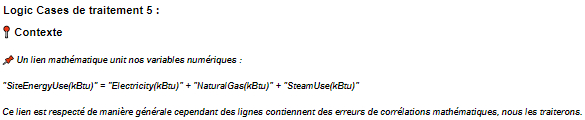 Logic Cases de traitement 5 :
Contexte
Un lien mathématique unit nos variables numériques :
"SiteEnergyUse(kBtu)" = "Electricity(kBtu)" + "NaturalGas(kBtu)" + "SteamUse(kBtu)"
Ce lien est respecté de manière générale cependant des lignes contiennent des erreurs de corrélations mathématiques, nous les traiterons.